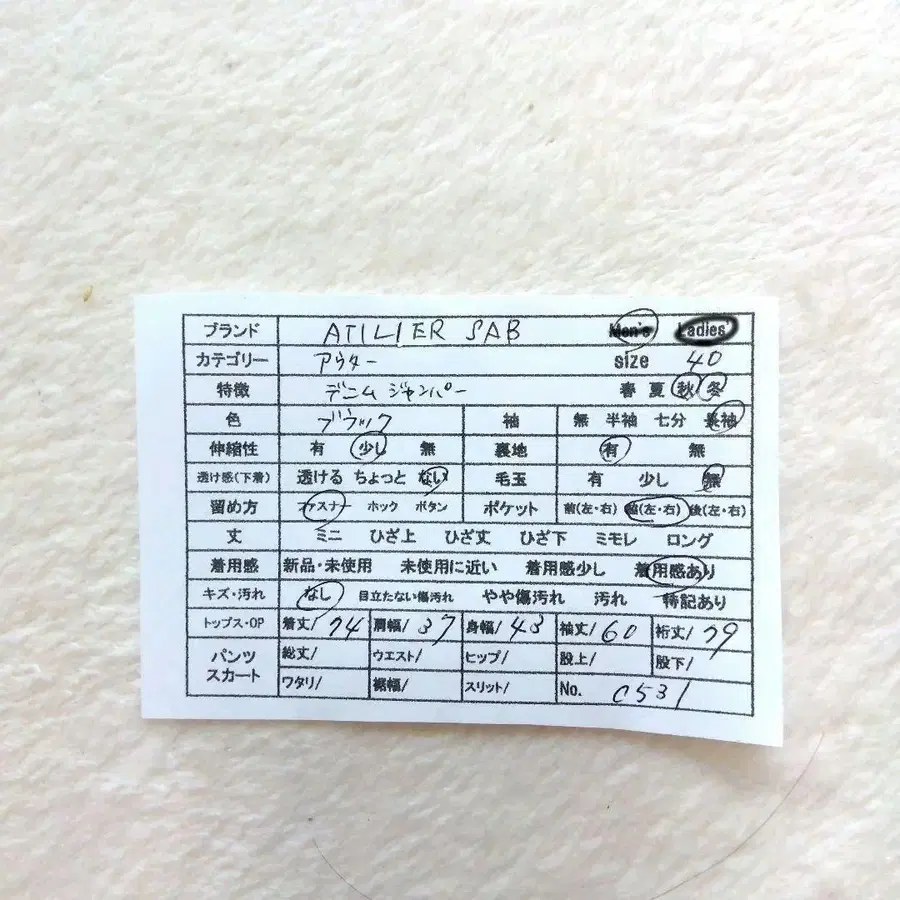 ブランド ATILIER SAB Men's Ladies'
カテゴリー アウター size 40
特徴 デニムジャンパー 春 夏 秋 冬
色 ブラック 袖 無 半袖 七分 長袖
伸縮性 有 少し 無 裏地 有 無
透け感(下着) 透ける ちょっと ない 毛玉 有 少し 無
留め方 ファスナー ホック ボタン ポケット 前(左・右) 脇(左・右) 後(左・右)
丈 ミニ ひざ上 ひざ丈 ひざ下 ミモレ ロング
着用感 新品・未使用 未使用に近い 着用感少し 着用感あり
キズ・汚れ なし 目立たない傷汚れ やや傷汚れ 汚れ 特記あり
トップス・OP 着丈/74 肩幅/37 身幅/43 袖丈/60 裄丈/79
パンツ スカート 総丈/ ウエスト/ ヒップ/ 股上/ 股下/
ワタリ/ 裾幅/ スリット/ No. C531